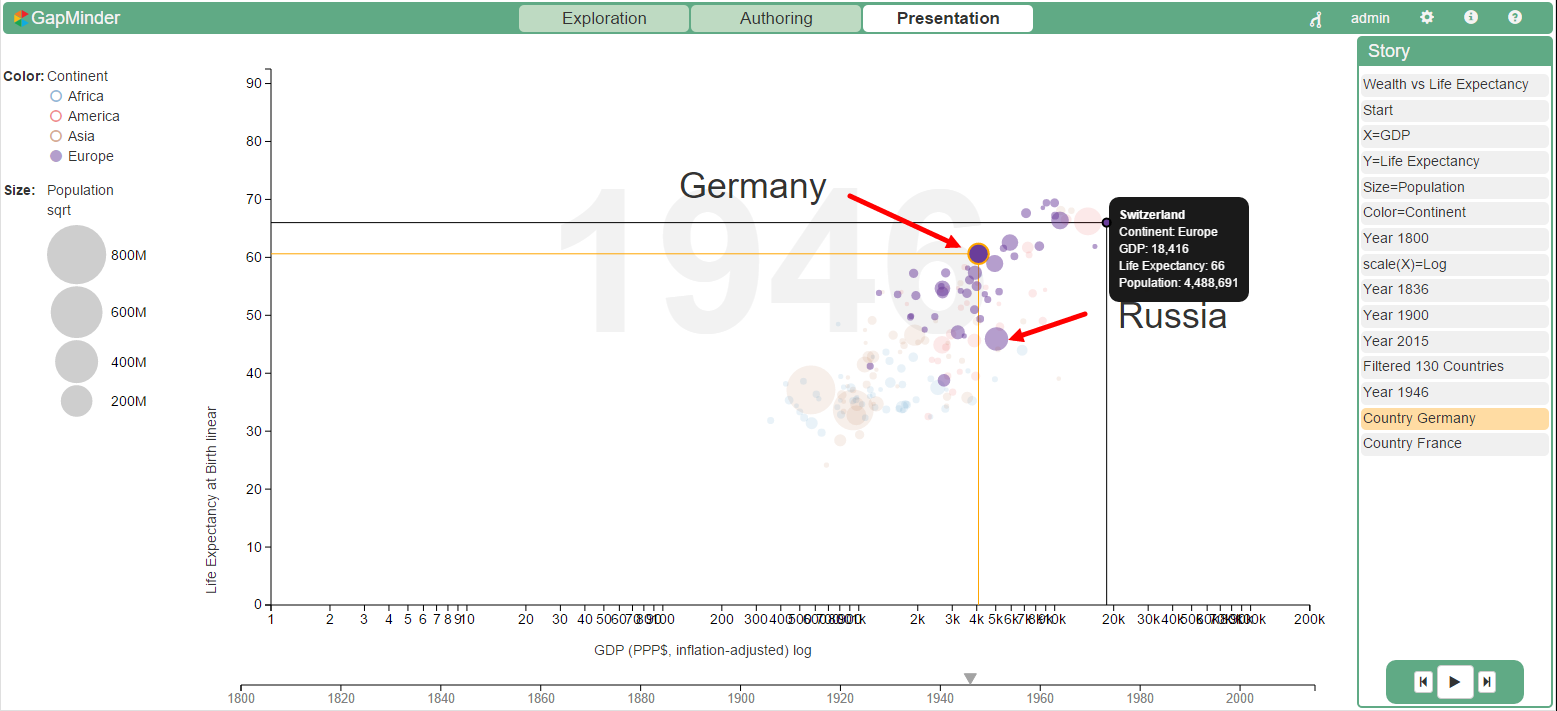 GapMinder
Exploration
Authoring
Presentation
admin
Color: Continent
Africa
America
Asia
Europe
Size: Population
sqrt
800M
600M
400M
200M
Life Expectancy at Birth linear
90
80
70
60
50
40
30
20
10
0
1946
Germany
Russia
Switzerland
Continent: Europe
GDP: 18,416
Life Expectancy: 66
Population: 4,488,691
1 2 3 4 5 6 7 8 9 10 20 30 40 50 60 70 80 90 100 200 300 400 500 600 700 800 900 1k 2k 3k 4k 5k 6k 7k 8k 9k 10k 20k 30k 40k 50k 60k 70k 80k 90k 100k 200k
GDP (PPP$, inflation-adjusted) log
1800 1820 1840 1860 1880 1900 1920 1940 1960 1980 2000
Story
Wealth vs Life Expectancy
Start
X=GDP
Y=Life Expectancy
Size=Population
Color=Continent
Year 1800
scale(X)=Log
Year 1836
Year 1900
Year 2015
Filtered 130 Countries
Year 1946
Country Germany
Country France